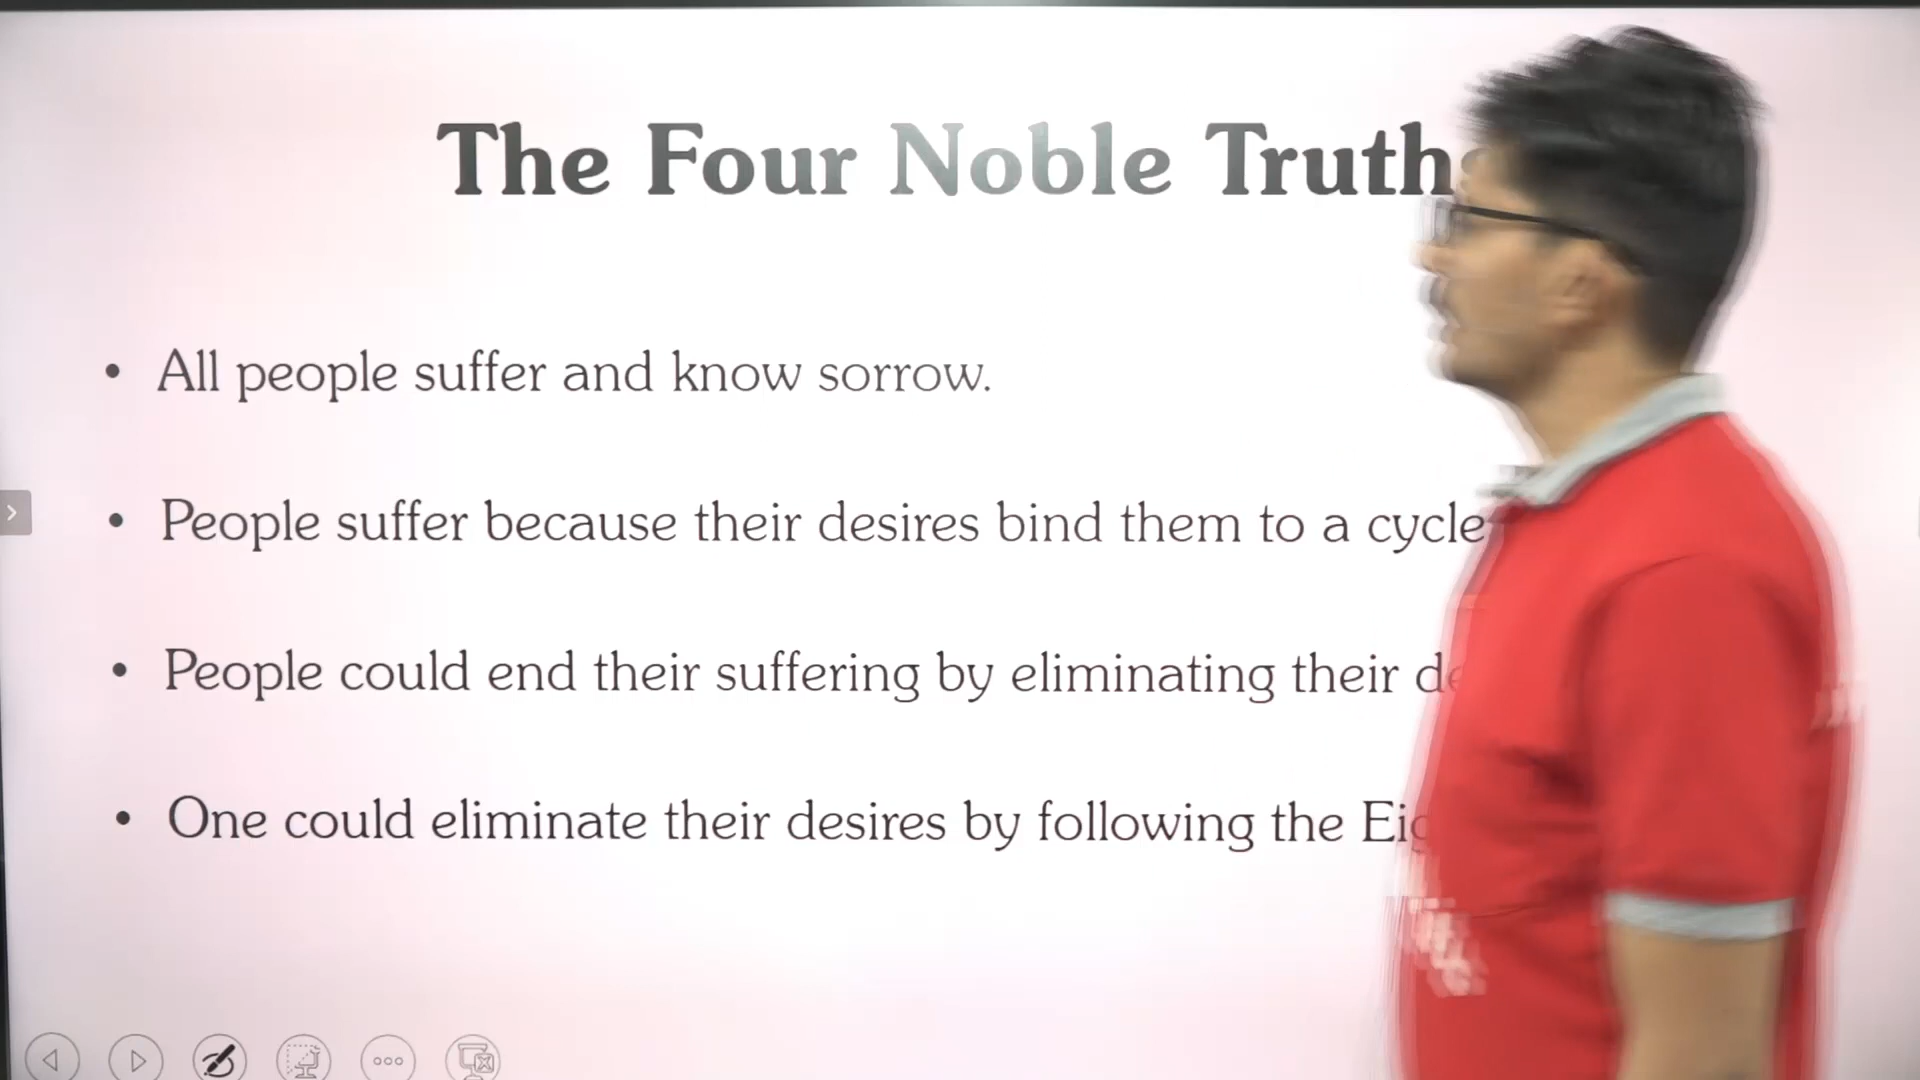 The Four Noble Truths
• All people suffer and know sorrow.
• People suffer because their desires bind them to a cycle
• People could end their suffering by eliminating their
• One could eliminate their desires by following the